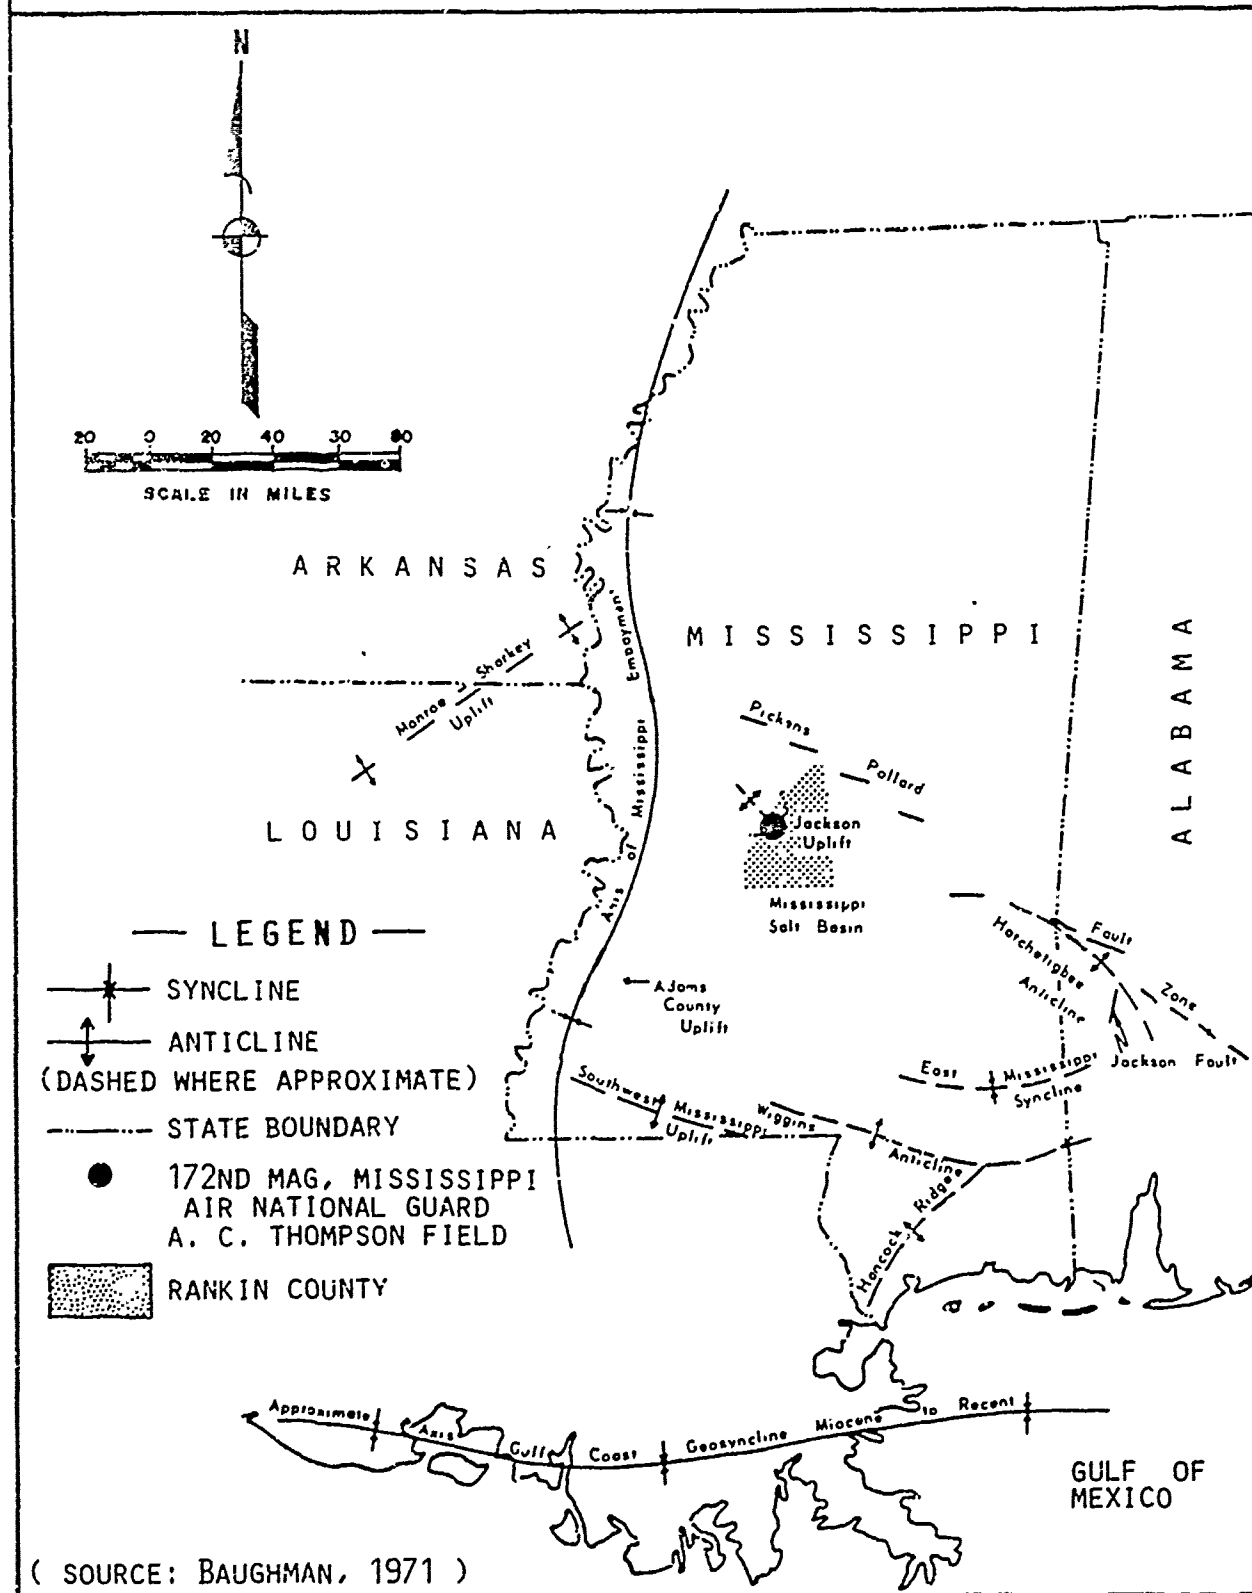 N
20 0 20 40 30 80
SCALE IN MILES
ARKANSAS
MISSISSIPPI
ALABAMA
LOUISIANA
Monroe Sharkey
Uplift
Axis of Mississippi Embayment
Pickens Pollard Fault Zone
Jackson
Uplift
Mississippi
Salt Basin
Hatchetigbee
Anticline
Adams
County
Uplift
Jackson Fault
East Mississippi
Syncline
Southwest Mississippi
Uplift
Wiggins
Anticline
Hancock Ridge
— LEGEND —
SYNCLINE
ANTICLINE
(DASHED WHERE APPROXIMATE)
STATE BOUNDARY
172ND MAG, MISSISSIPPI
AIR NATIONAL GUARD
A. C. THOMPSON FIELD
RANKIN COUNTY
Approximate Axis Gulf Coast Geosyncline Miocene to Recent
GULF OF
MEXICO
( SOURCE: BAUGHMAN, 1971 )